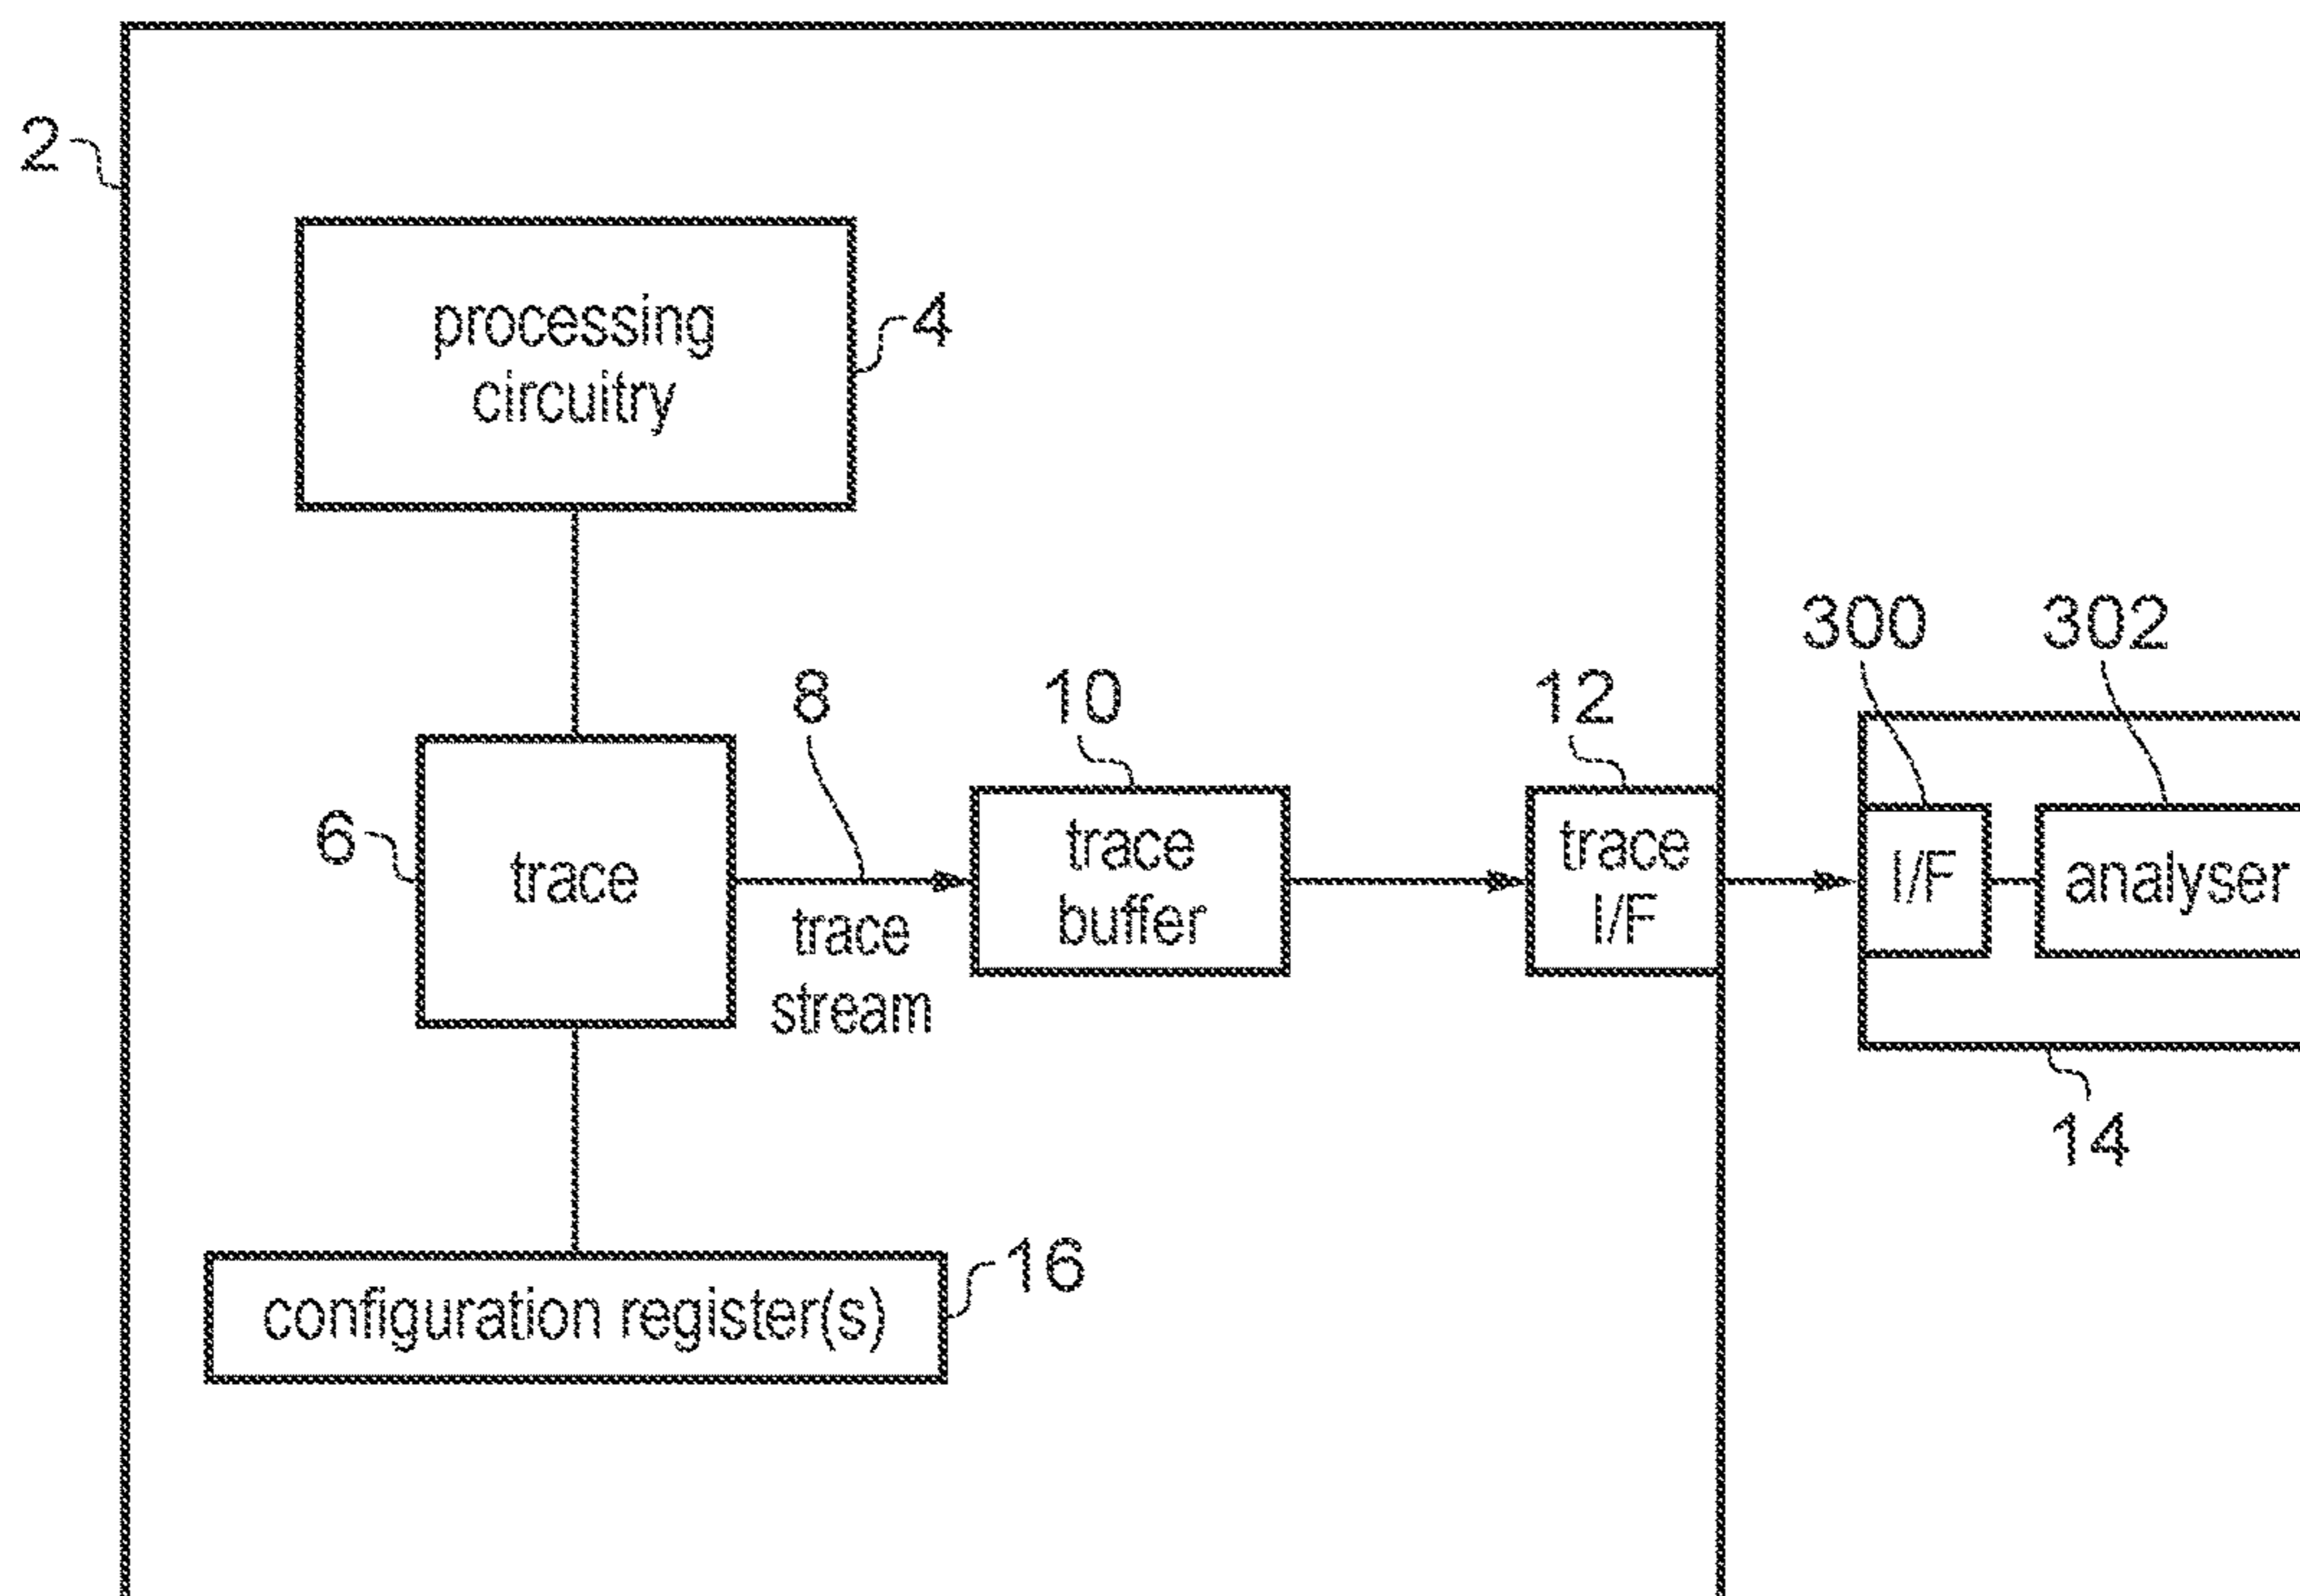 2
processing
circuitry
4
300
302
8
10
12
6
trace
trace
buffer
trace
I/F
I/F
analyser
trace
stream
14
16
configuration register(s)